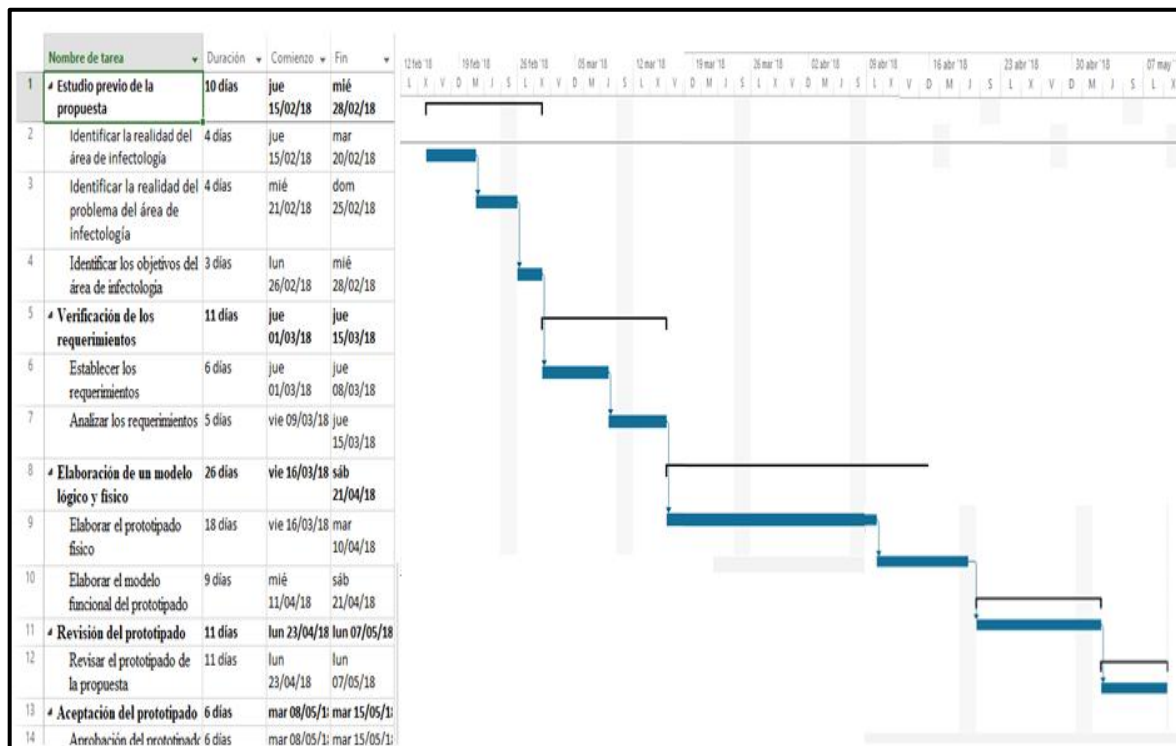 Nombre de tarea Duración Comienzo Fin
12 feb '18 19 feb '18 26 feb '18 05 mar '18 12 mar '18 19 mar '18 26 mar '18 02 abr '18 09 abr '18 16 abr '18 23 abr '18 30 abr '18 07 may
L X V D M J S L X V D M J S L X V D M J S L X V D M J S L X V D M J S L X V D M J S L X
1 Estudio previo de la 10 días jue mié
propuesta 15/02/18 28/02/18
2 Identificar la realidad del 4 días jue mar
área de infectología 15/02/18 20/02/18
3 Identificar la realidad del 4 días mié dom
problema del área de 21/02/18 25/02/18
infectología
4 Identificar los objetivos del 3 días lun mié
área de infectologia 26/02/18 28/02/18
5 Verificación de los 11 días jue jue
requerimientos 01/03/18 15/03/18
6 Establecer los 6 días jue jue
requerimientos 01/03/18 08/03/18
7 Analizar los requerimientos 5 días vie 09/03/18 jue
15/03/18
8 Elaboración de un modelo 26 días vie 16/03/18 sáb
lógico y físico 21/04/18
9 Elaborar el prototipado 18 días vie 16/03/18 mar
físico 10/04/18
10 Elaborar el modelo 9 días mié sáb
funcional del prototipado 11/04/18 21/04/18
11 Revisión del prototipado 11 días lun 23/04/18 lun 07/05/18
12 Revisar el prototipado de 11 días lun lun
la propuesta 23/04/18 07/05/18
13 Aceptación del prototipado 6 días mar 08/05/1 mar 15/05/1
14 Aprobación del prototipado 6 días mar 08/05/1 mar 15/05/1